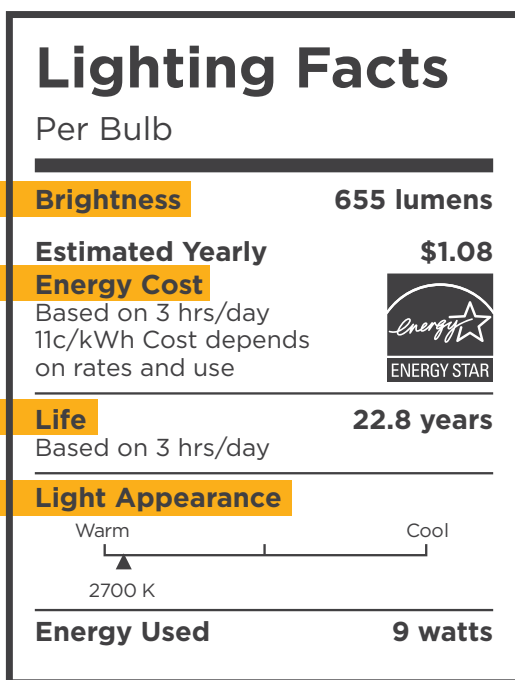 Lighting Facts
Per Bulb
Brightness 655 lumens
Estimated Yearly $1.08
Energy Cost
Based on 3 hrs/day
11c/kWh Cost depends
on rates and use
energy
ENERGY STAR
Life 22.8 years
Based on 3 hrs/day
Light Appearance
Warm Cool
2700 K
Energy Used 9 watts